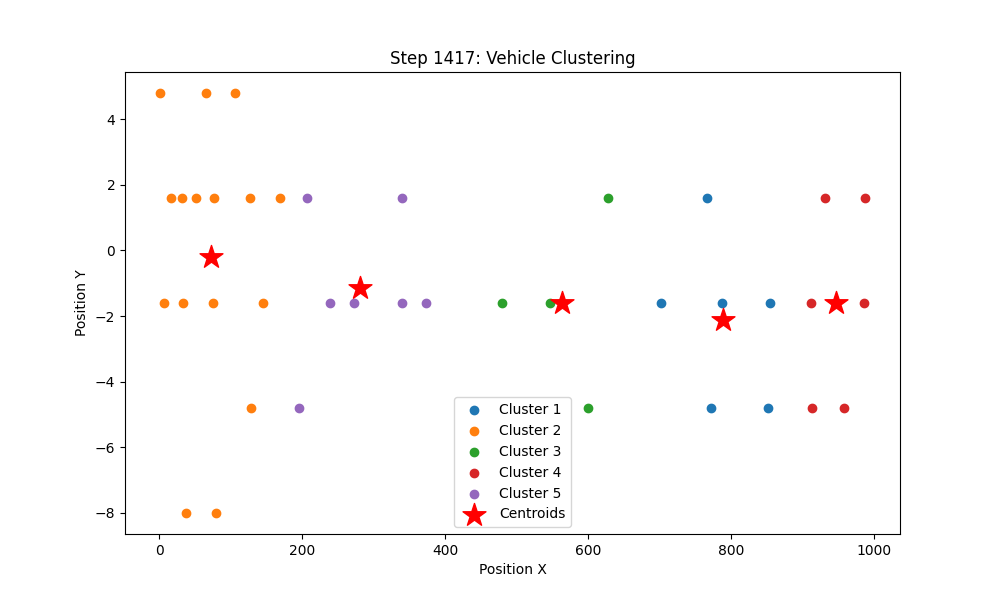 Step 1417: Vehicle Clustering
Position Y
4
2
0
−2
−4
−6
−8
Cluster 1
Cluster 2
Cluster 3
Cluster 4
Cluster 5
Centroids
0 200 400 600 800 1000
Position X